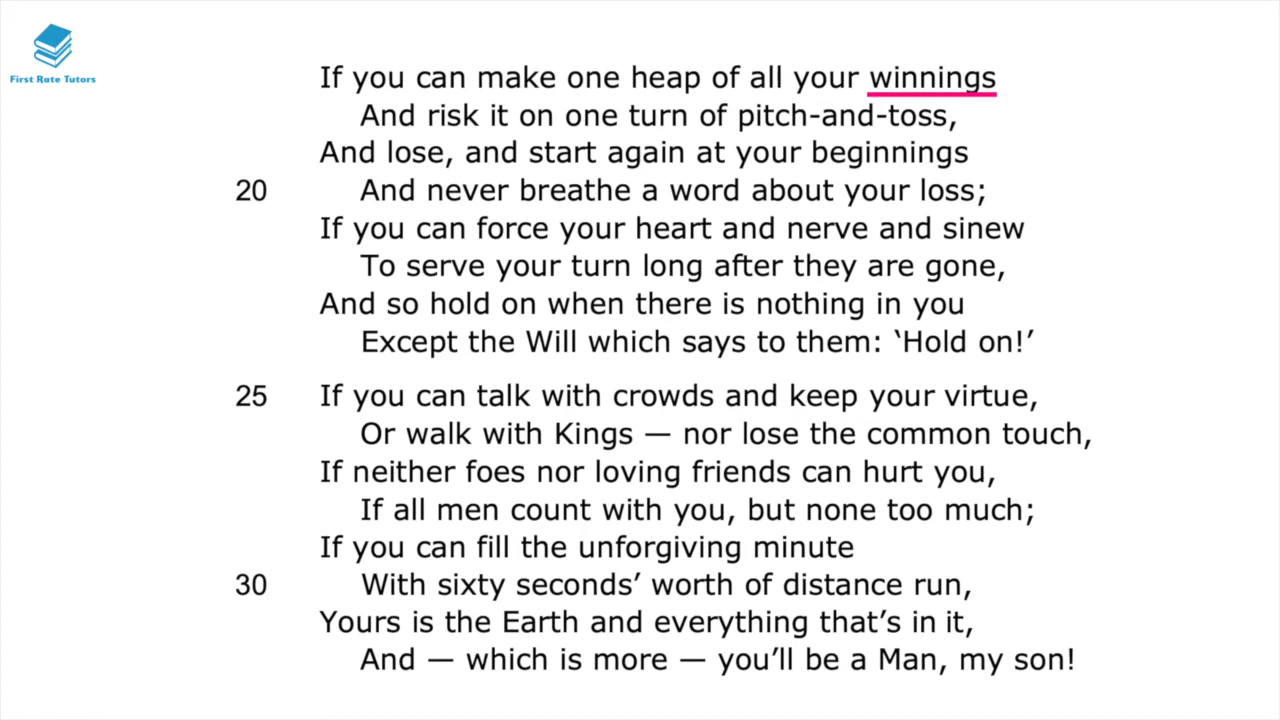 First Rate Tutors
If you can make one heap of all your winnings
And risk it on one turn of pitch-and-toss,
And lose, and start again at your beginnings
20 And never breathe a word about your loss;
If you can force your heart and nerve and sinew
To serve your turn long after they are gone,
And so hold on when there is nothing in you
Except the Will which says to them: ‘Hold on!’
25 If you can talk with crowds and keep your virtue,
Or walk with Kings — nor lose the common touch,
If neither foes nor loving friends can hurt you,
If all men count with you, but none too much;
If you can fill the unforgiving minute
30 With sixty seconds’ worth of distance run,
Yours is the Earth and everything that’s in it,
And — which is more — you’ll be a Man, my son!